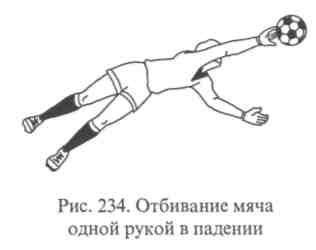 Рис. 234. Отбивание мяча
одной рукой в падении